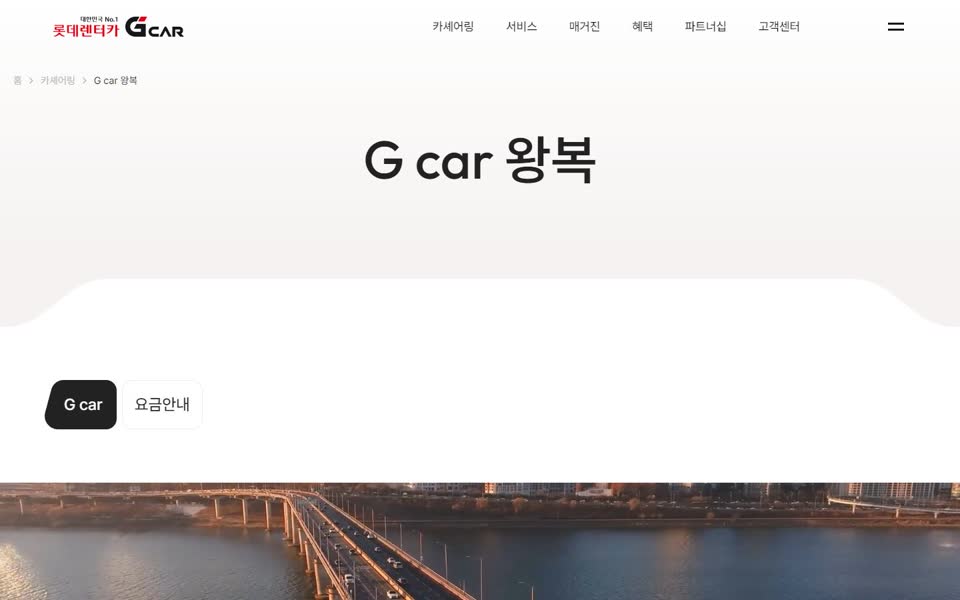 대한민국 No.1
롯데렌터카 G CAR
카셰어링 서비스 매거진 혜택 파트너십 고객센터
홈 > 카셰어링 > G car 왕복
G car 왕복
G car 요금안내